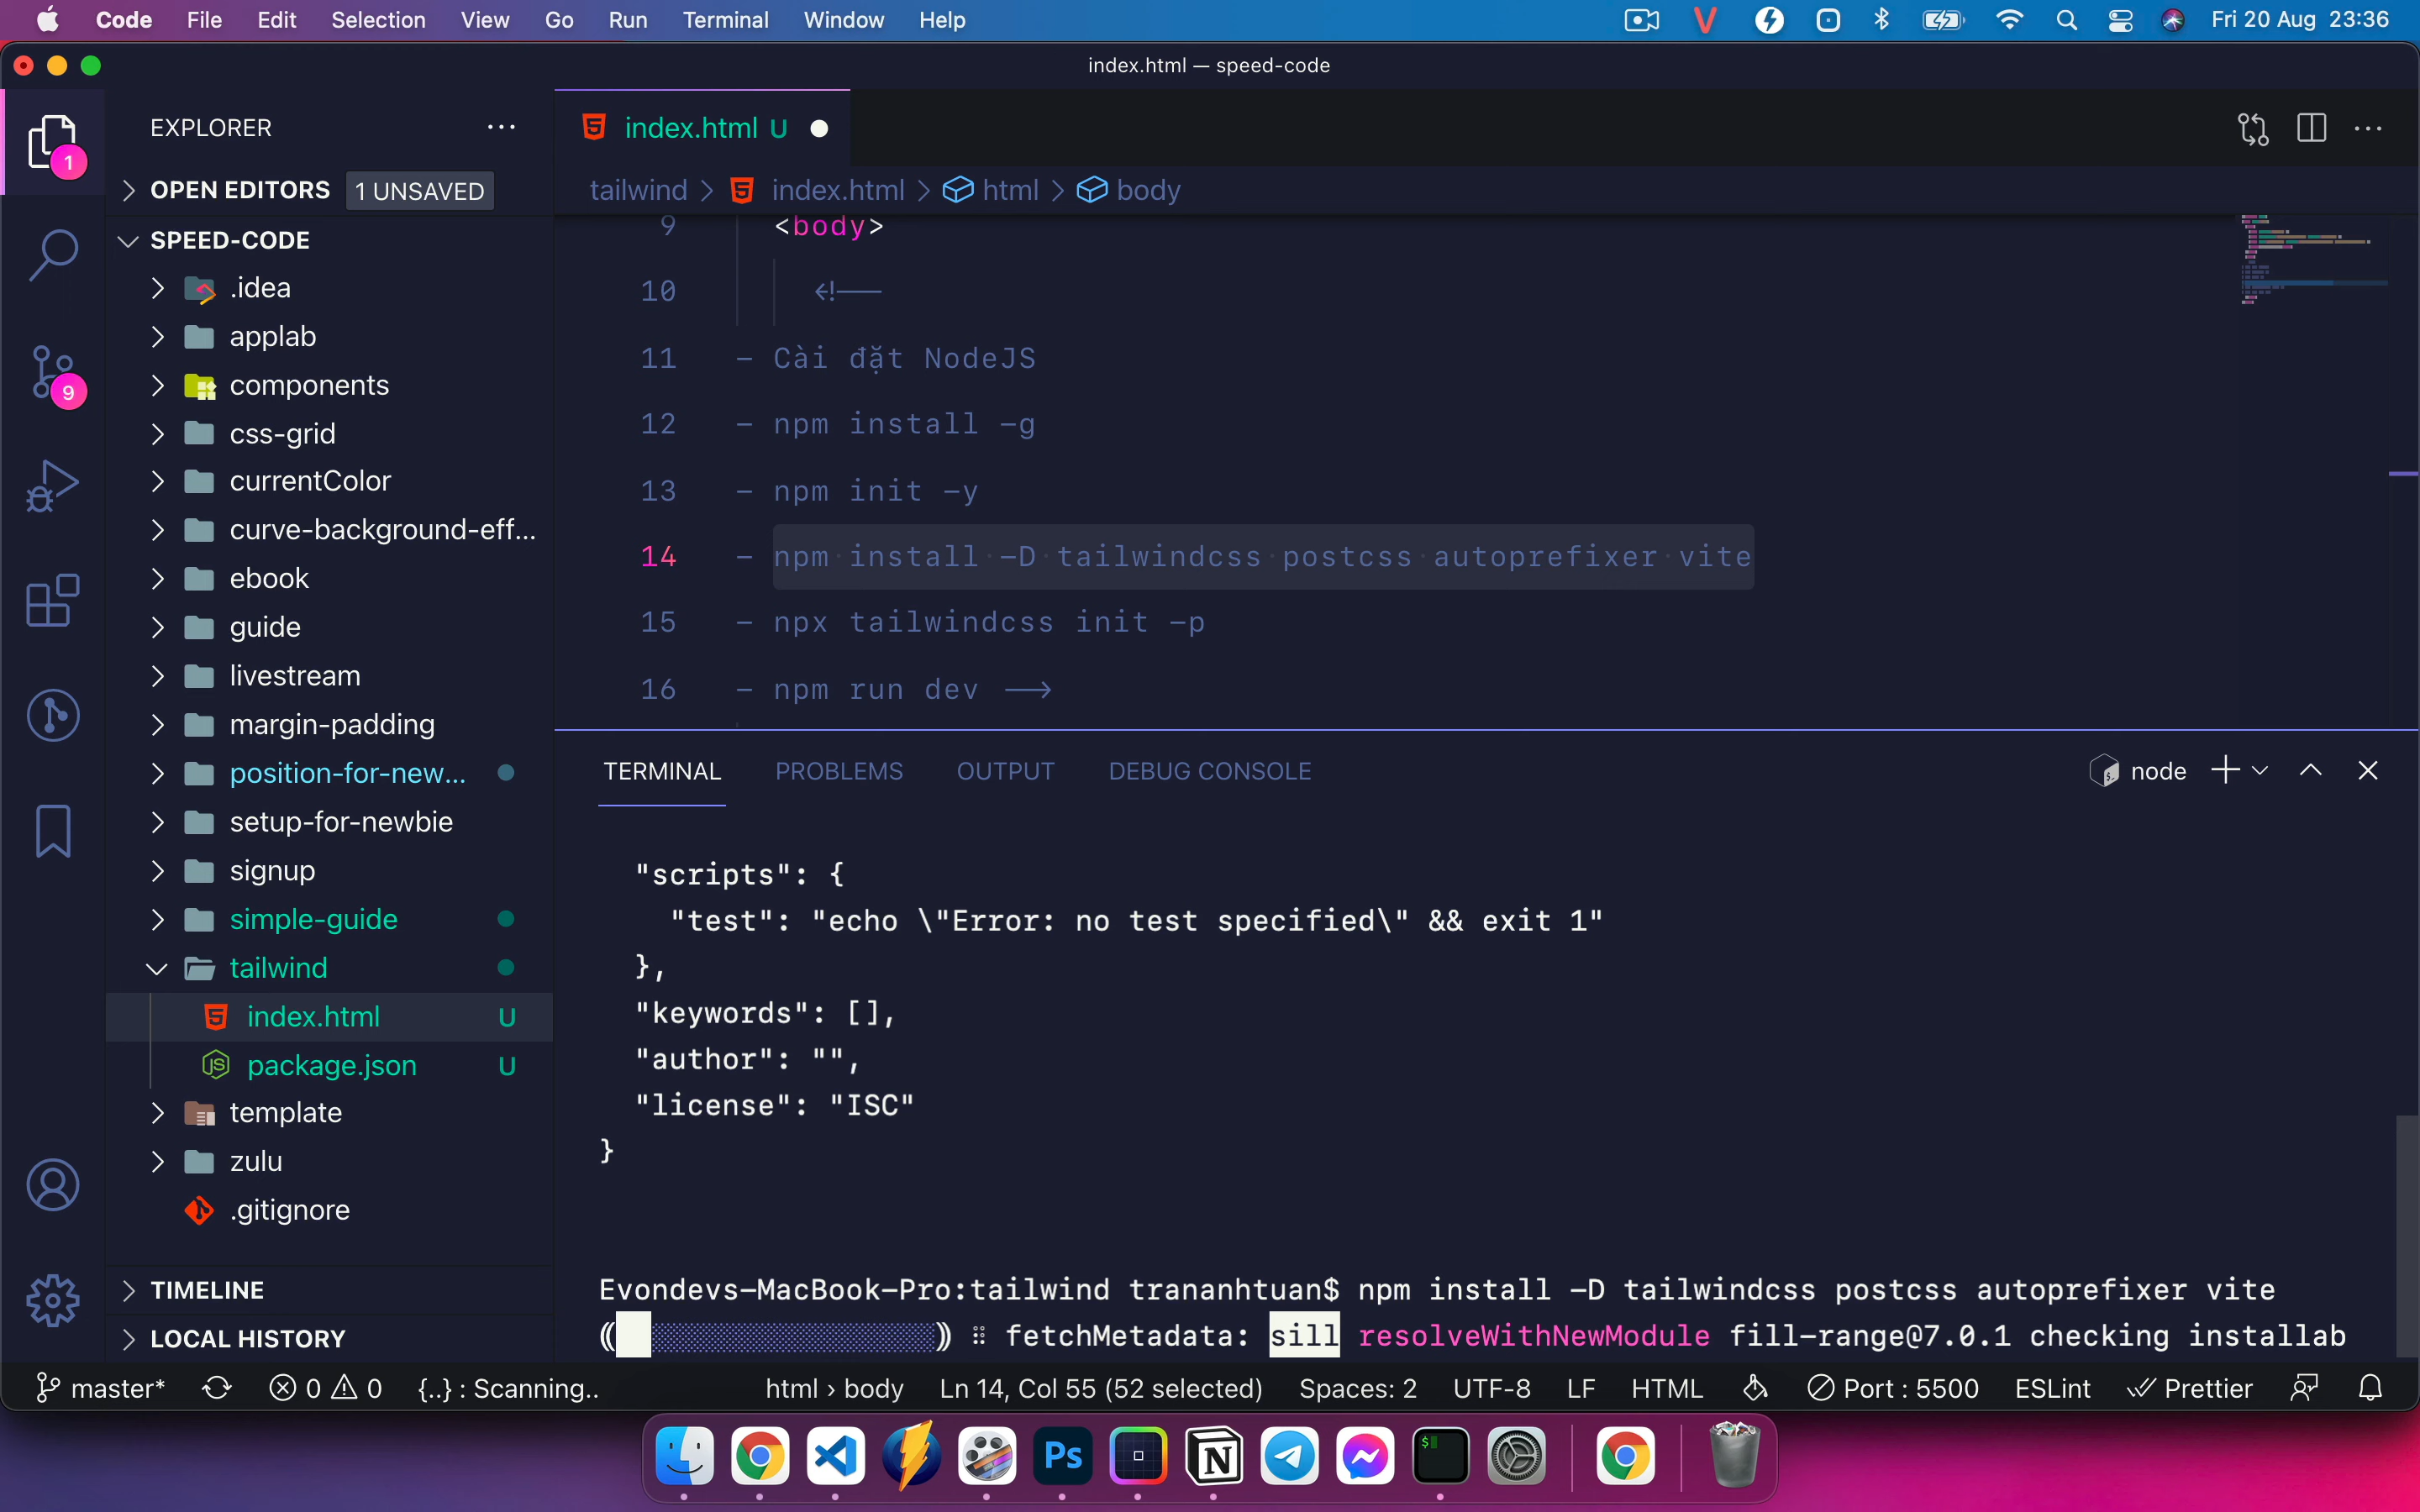 Code File Edit Selection View Go Run Terminal Window Help Fri 20 Aug 23:36
index.html — speed-code
EXPLORER
OPEN EDITORS 1 UNSAVED
SPEED-CODE
.idea
applab
components
css-grid
currentColor
curve-background-eff...
ebook
guide
livestream
margin-padding
position-for-new...
setup-for-newbie
signup
simple-guide
tailwind
index.html U
package.json U
template
zulu
.gitignore
TIMELINE
LOCAL HISTORY
1
9
index.html U
tailwind > index.html > html > body
9 <body>
10 <!--
11 - Cài đặt NodeJS
12 - npm install -g
13 - npm init -y
14 - npm install -D tailwindcss postcss autoprefixer vite
15 - npx tailwindcss init -p
16 - npm run dev -->
TERMINAL PROBLEMS OUTPUT DEBUG CONSOLE node
"scripts": {
"test": "echo \"Error: no test specified\" && exit 1"
},
"keywords": [],
"author": "",
"license": "ISC"
}
Evondevs-MacBook-Pro:tailwind trananhtuan$ npm install -D tailwindcss postcss autoprefixer vite
(( )) ⠿ fetchMetadata: sill resolveWithNewModule fill-range@7.0.1 checking installab
master* 0 0 {..} : Scanning.. html › body Ln 14, Col 55 (52 selected) Spaces: 2 UTF-8 LF HTML Port : 5500 ESLint Prettier
Ps
N
$